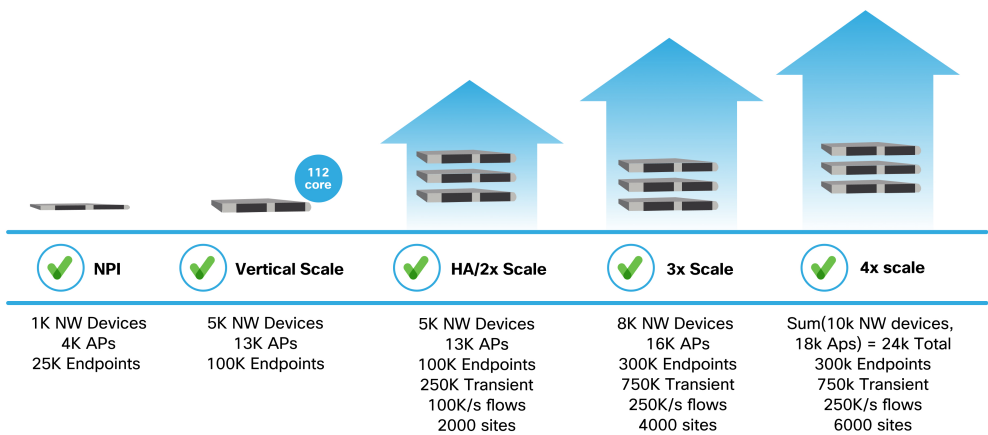 112
core
NPI
Vertical Scale
HA/2x Scale
3x Scale
4x scale
1K NW Devices
4K APs
25K Endpoints
5K NW Devices
13K APs
100K Endpoints
5K NW Devices
13K APs
100K Endpoints
250K Transient
100K/s flows
2000 sites
8K NW Devices
16K APs
300K Endpoints
750K Transient
250K/s flows
4000 sites
Sum(10k NW devices,
18k Aps) = 24k Total
300k Endpoints
750k Transient
250K/s flows
6000 sites